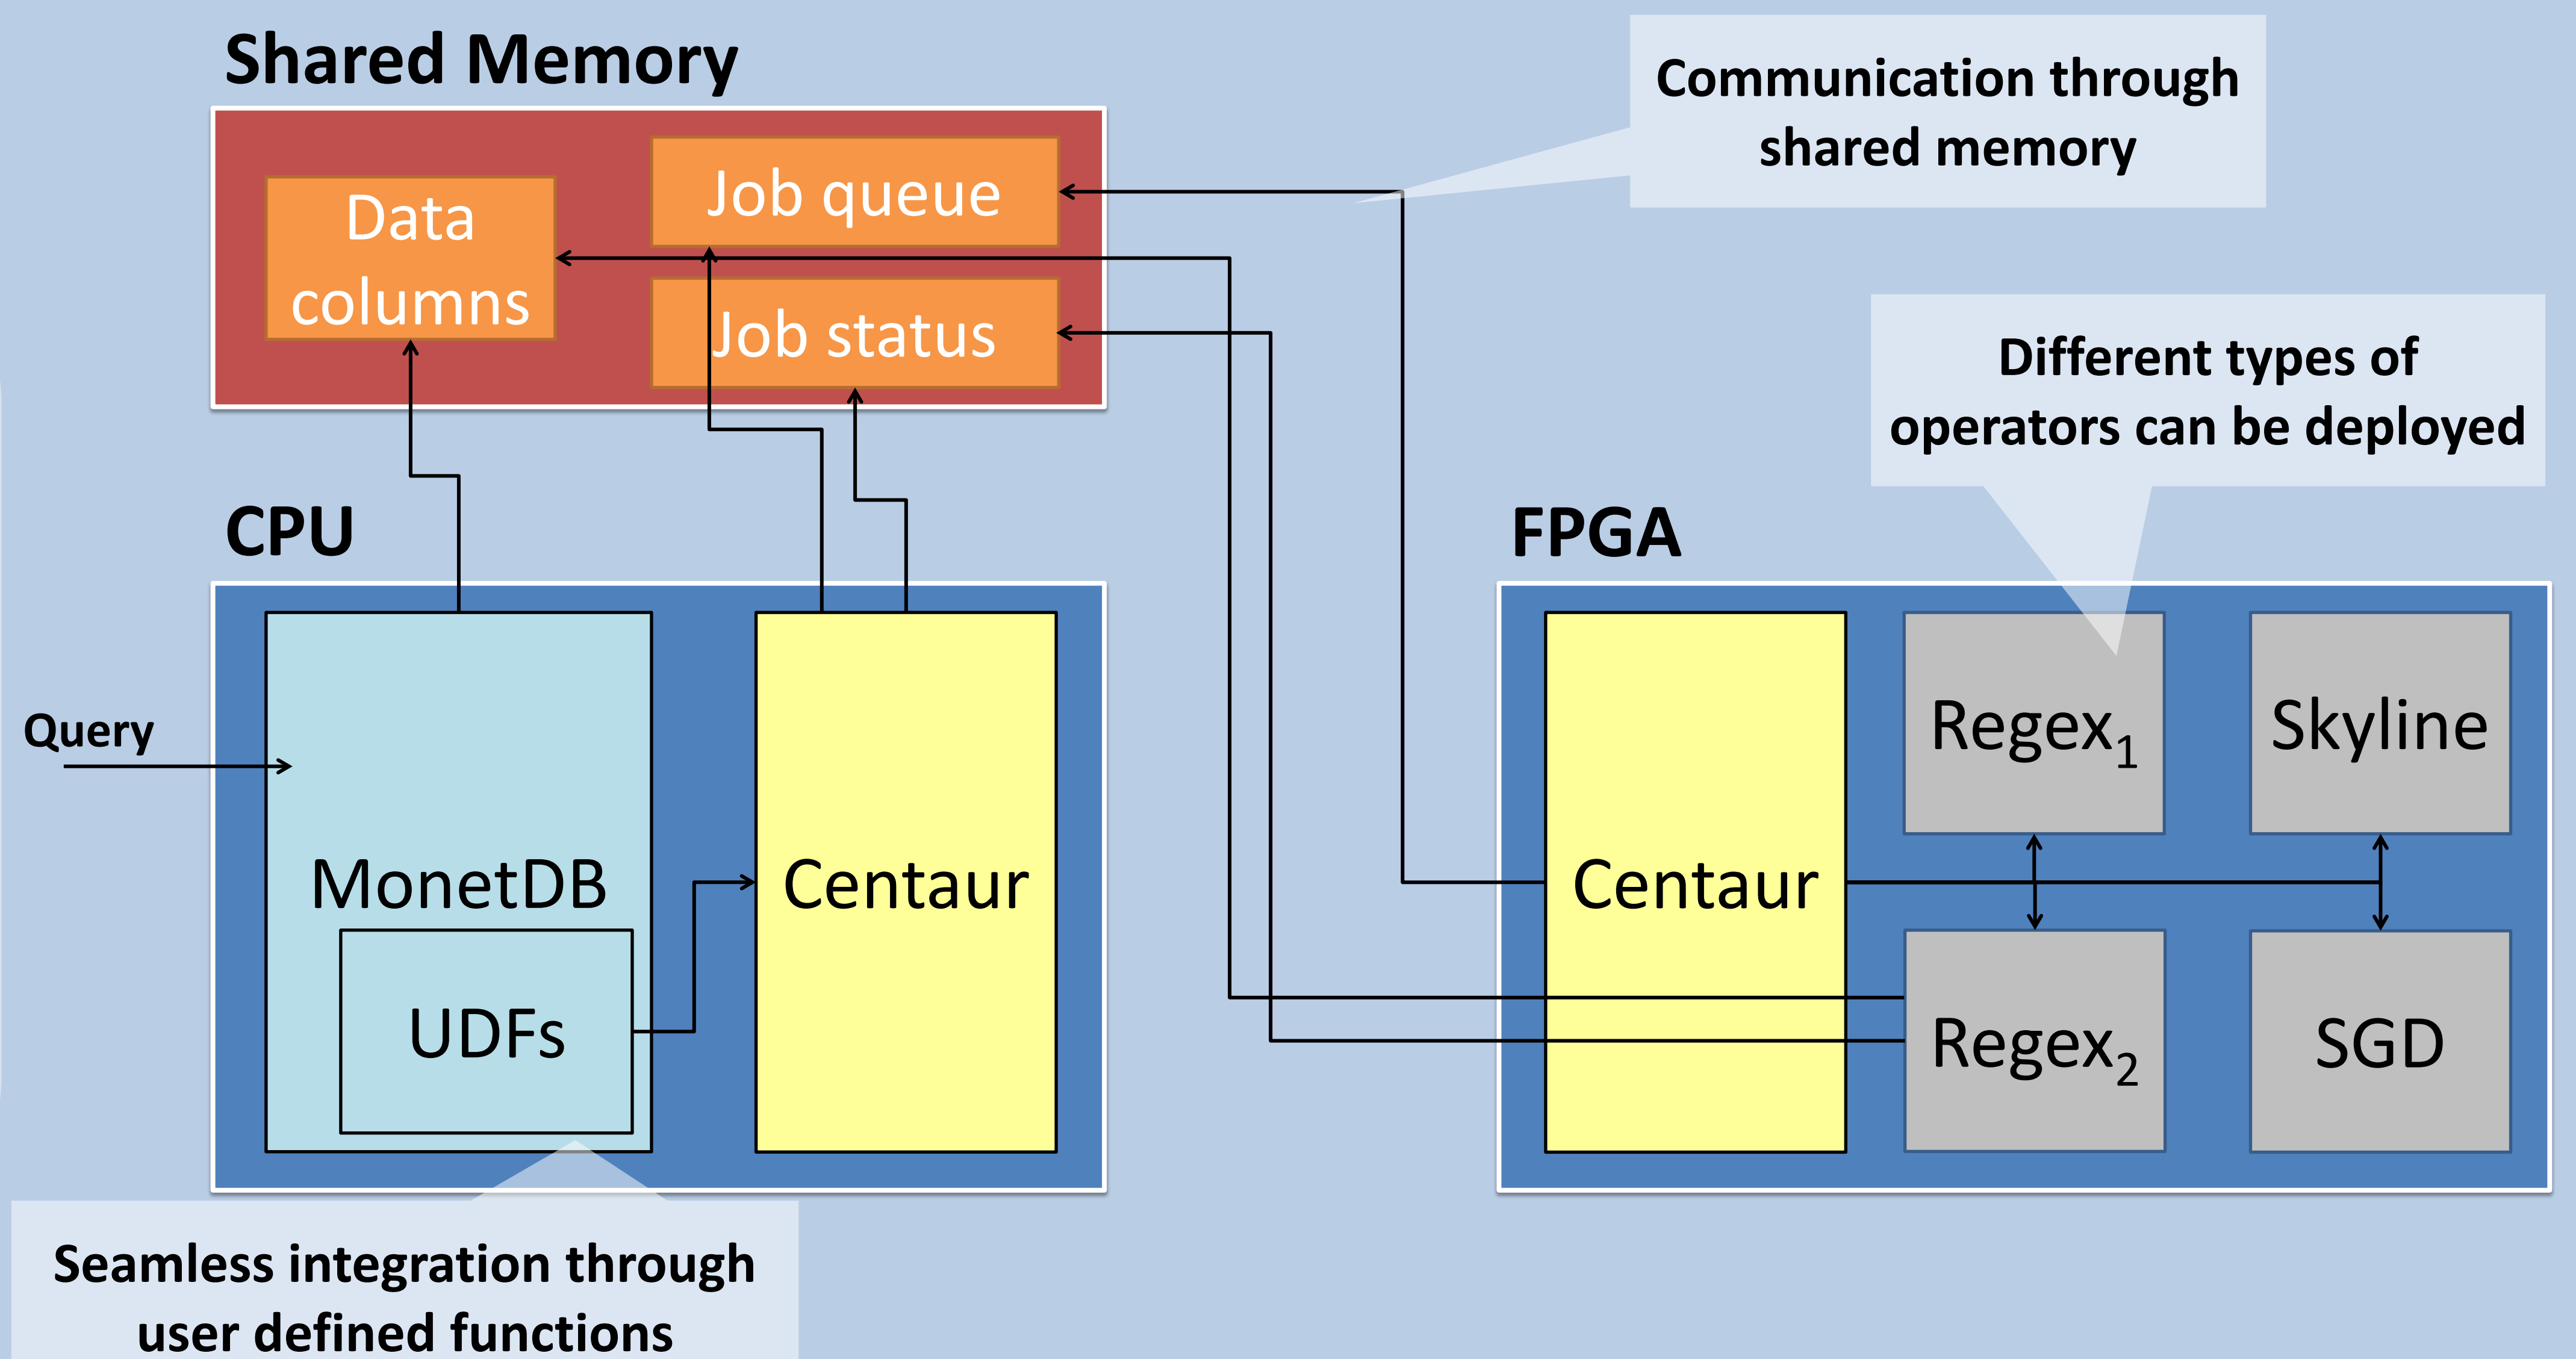 Shared Memory
Communication through
shared memory
Data
columns
Job queue
Job status
Different types of
operators can be deployed
CPU
FPGA
Query
MonetDB
UDFs
Centaur
Centaur
Regex1
Skyline
Regex2
SGD
Seamless integration through
user defined functions